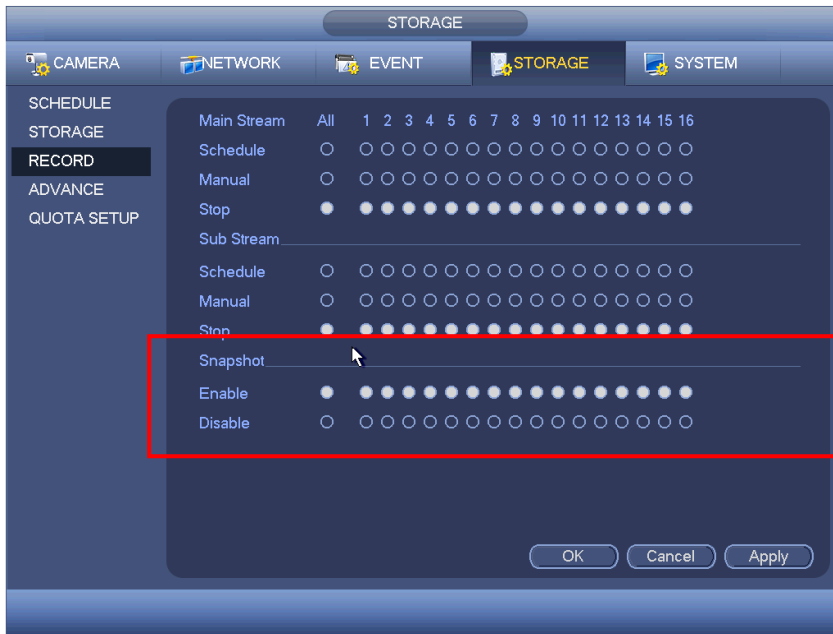 STORAGE
CAMERA NETWORK EVENT STORAGE SYSTEM
SCHEDULE
STORAGE
RECORD
ADVANCE
QUOTA SETUP
Main Stream All 1 2 3 4 5 6 7 8 9 10 11 12 13 14 15 16
Schedule
Manual
Stop
Sub Stream
Schedule
Manual
Stop
Snapshot
Enable
Disable
OK Cancel Apply